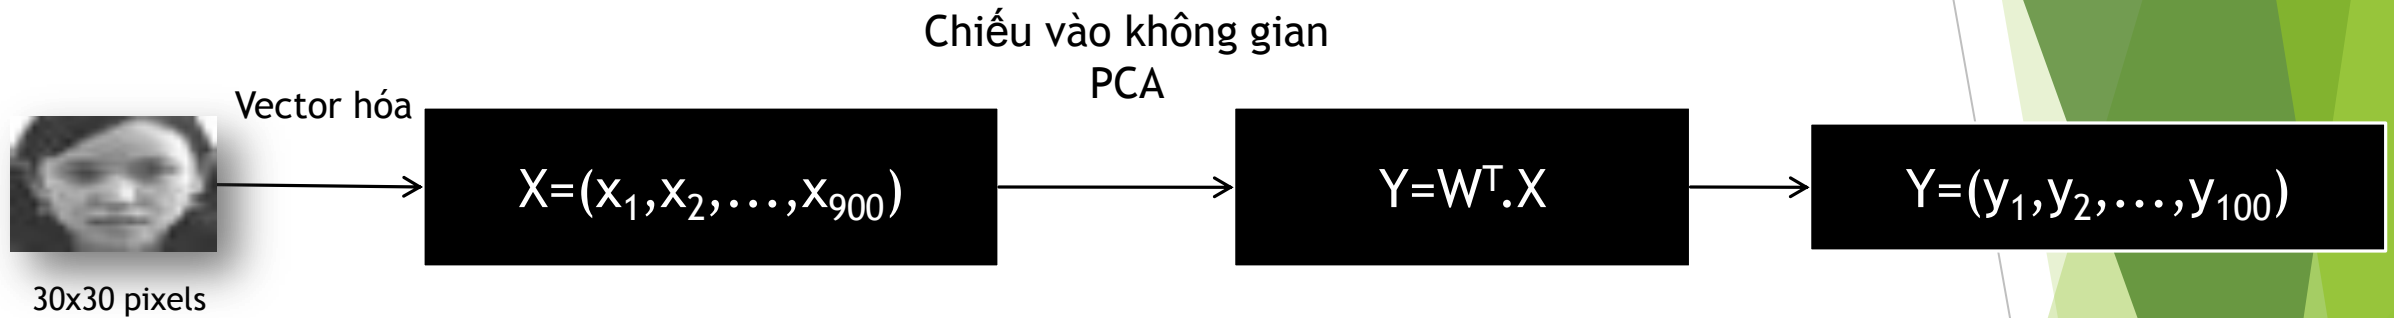 Chiếu vào không gian
PCA
Vector hóa
X=(x₁,x₂,...,x₉₀₀)
Y=Wᵀ.X
Y=(y₁,y₂,...,y₁₀₀)
30x30 pixels